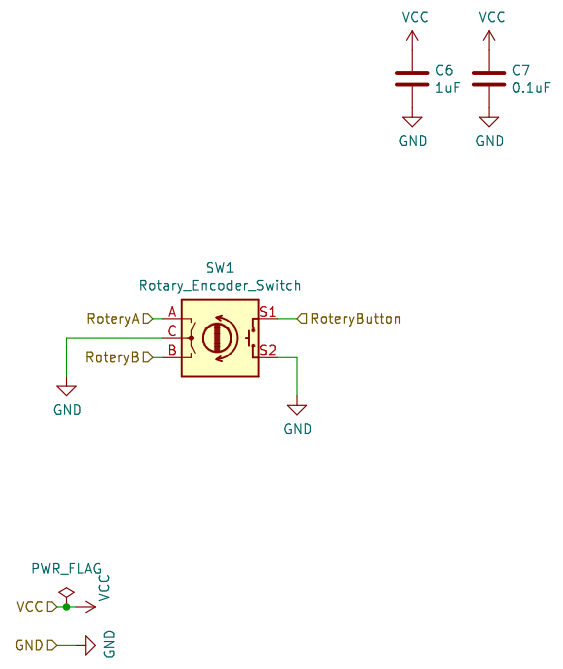 VCC VCC
C6 C7
1uF 0.1uF
GND GND
SW1
Rotary_Encoder_Switch
RoteryA A S1 RoteryButton
C
RoteryB B S2
GND
GND
PWR_FLAG
VCC VCC
GND GND